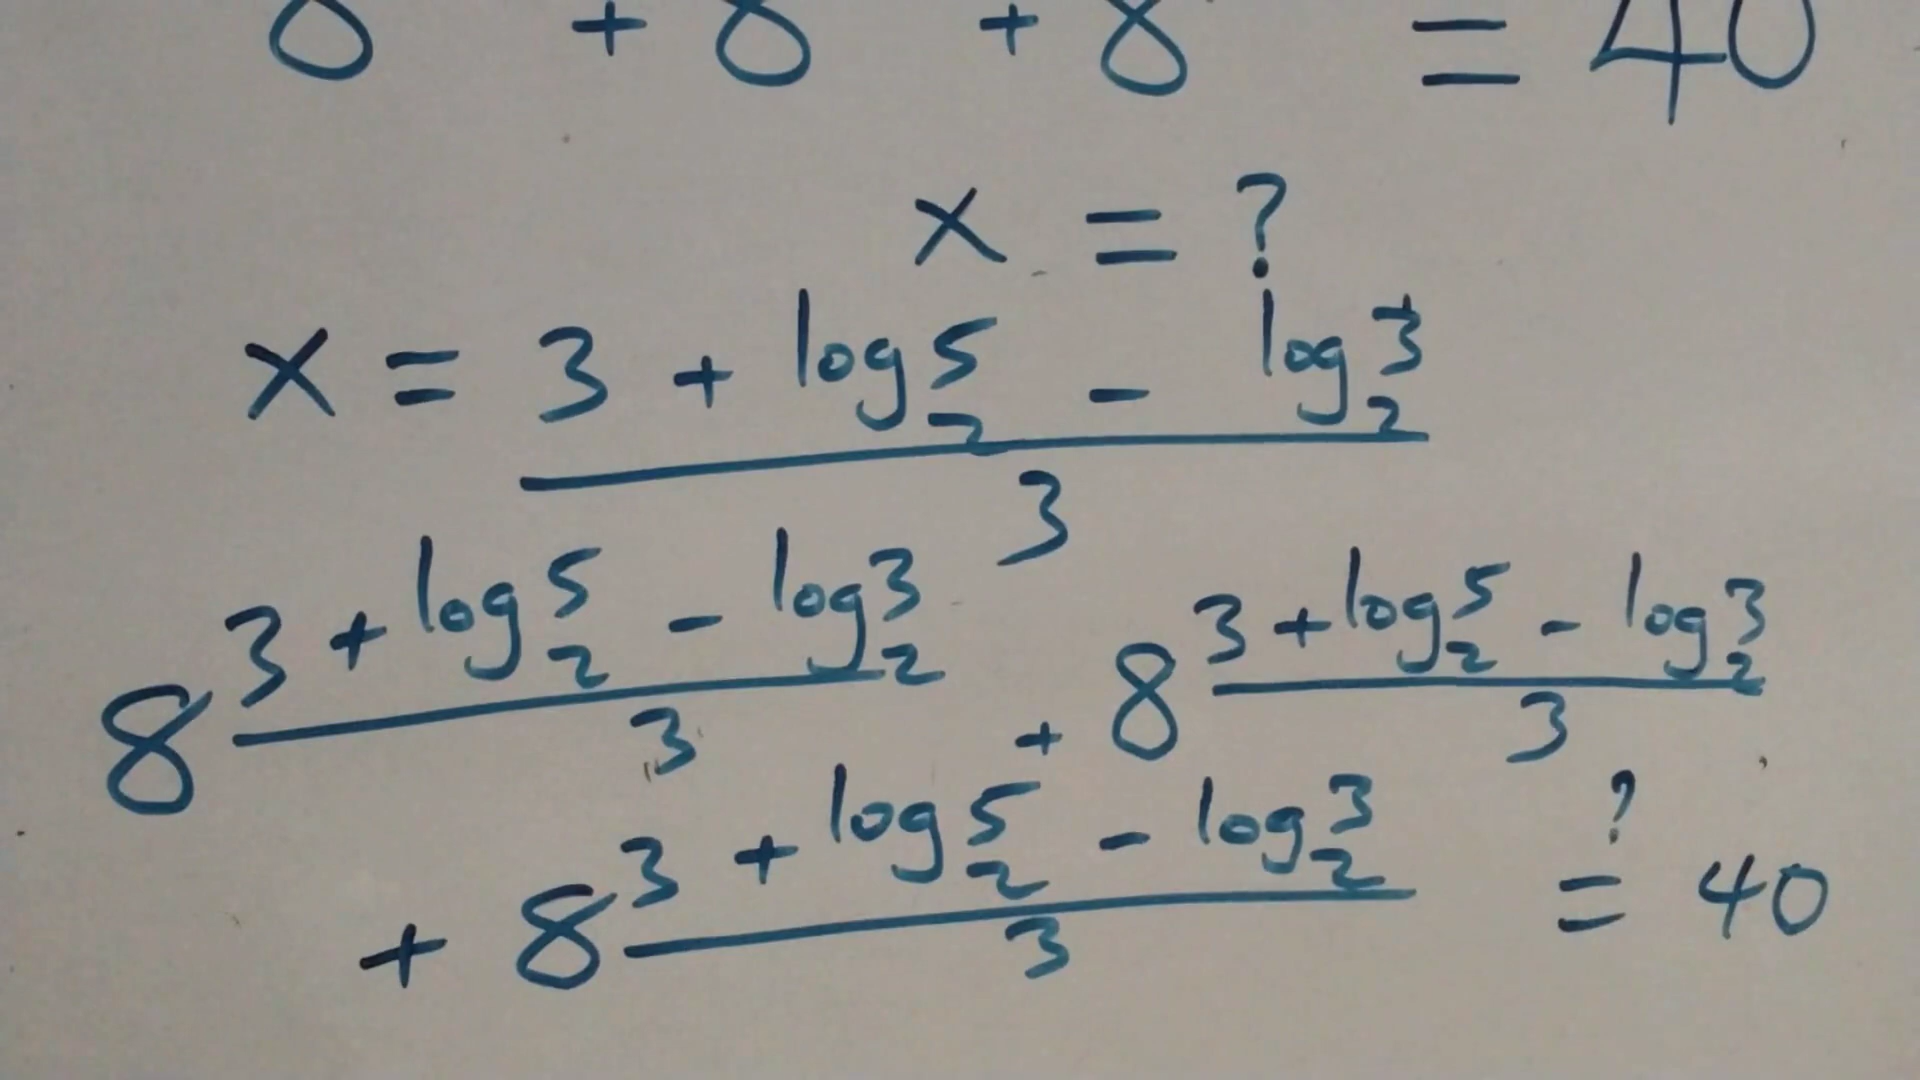 8 + 8 + 8 = 40
x = ?
x = (3 + log₂5 - log₂3) / 3
8^((3 + log₂5 - log₂3) / 3) + 8^((3 + log₂5 - log₂3) / 3)
+ 8^((3 + log₂5 - log₂3) / 3) =? 40